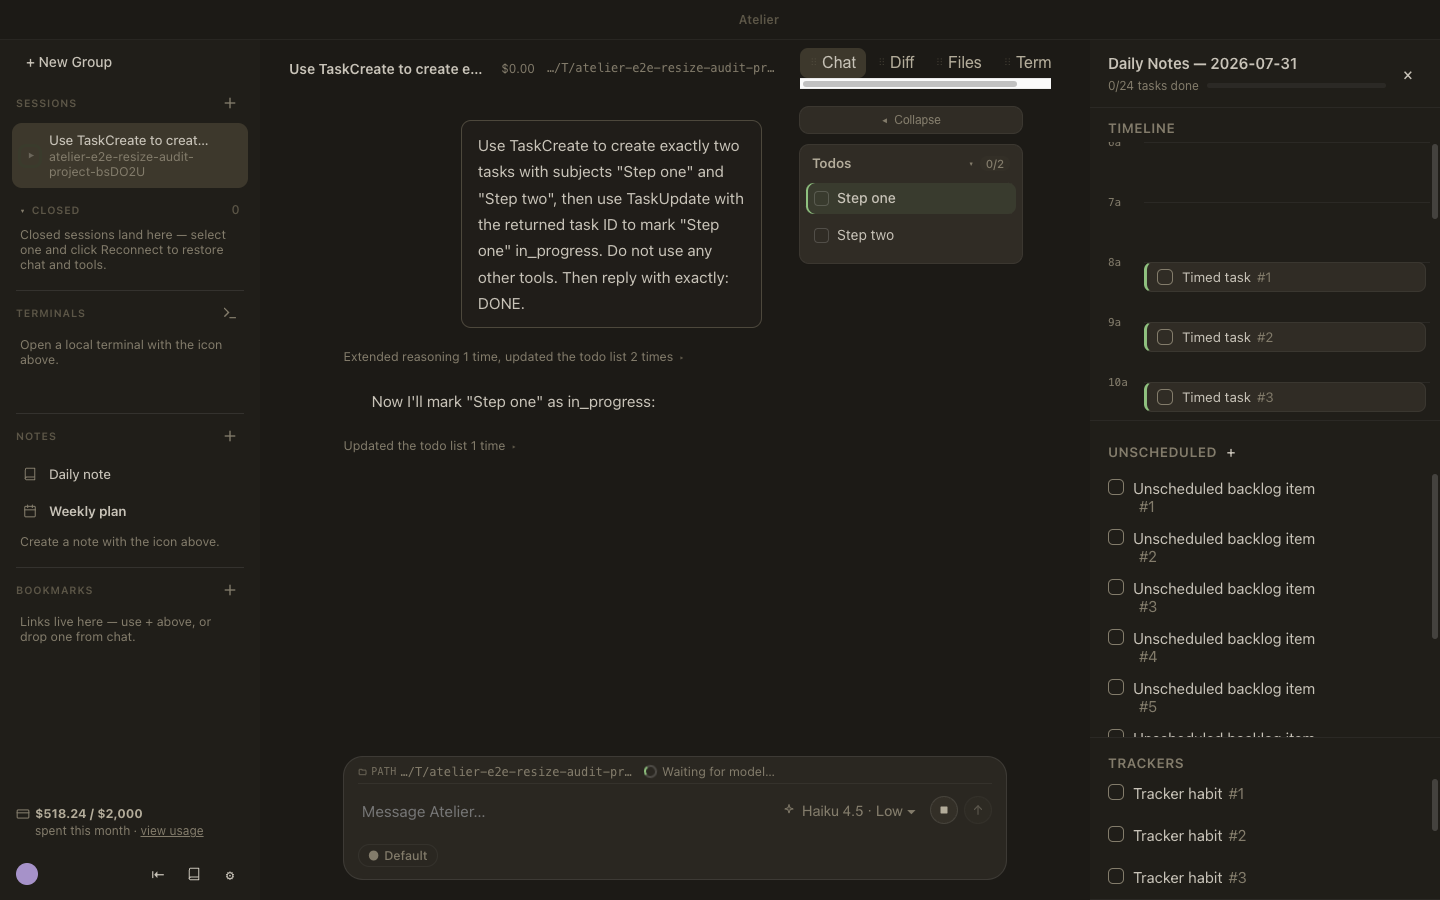 Atelier
+ New Group
SESSIONS
Use TaskCreate to creat...
atelier-e2e-resize-audit-
project-bsDO2U
CLOSED 0
Closed sessions land here — select
one and click Reconnect to restore
chat and tools.
TERMINALS
Open a local terminal with the icon
above.
NOTES
Daily note
Weekly plan
Create a note with the icon above.
BOOKMARKS
Links live here — use + above, or
drop one from chat.
$518.24 / $2,000
spent this month · view usage
Use TaskCreate to create e... $0.00 …/T/atelier-e2e-resize-audit-pr…
Chat Diff Files Term
Use TaskCreate to create exactly two
tasks with subjects "Step one" and
"Step two", then use TaskUpdate with
the returned task ID to mark "Step
one" in_progress. Do not use any
other tools. Then reply with exactly:
DONE.
Extended reasoning 1 time, updated the todo list 2 times
Now I'll mark "Step one" as in_progress:
Updated the todo list 1 time
Collapse
Todos 0/2
Step one
Step two
PATH …/T/atelier-e2e-resize-audit-pr… Waiting for model...
Message Atelier...
Haiku 4.5 · Low
Default
Daily Notes — 2026-07-31
0/24 tasks done
TIMELINE
6a
7a
8a
Timed task #1
9a
Timed task #2
10a
Timed task #3
UNSCHEDULED +
Unscheduled backlog item
#1
Unscheduled backlog item
#2
Unscheduled backlog item
#3
Unscheduled backlog item
#4
Unscheduled backlog item
#5
Unscheduled backlog item
TRACKERS
Tracker habit #1
Tracker habit #2
Tracker habit #3